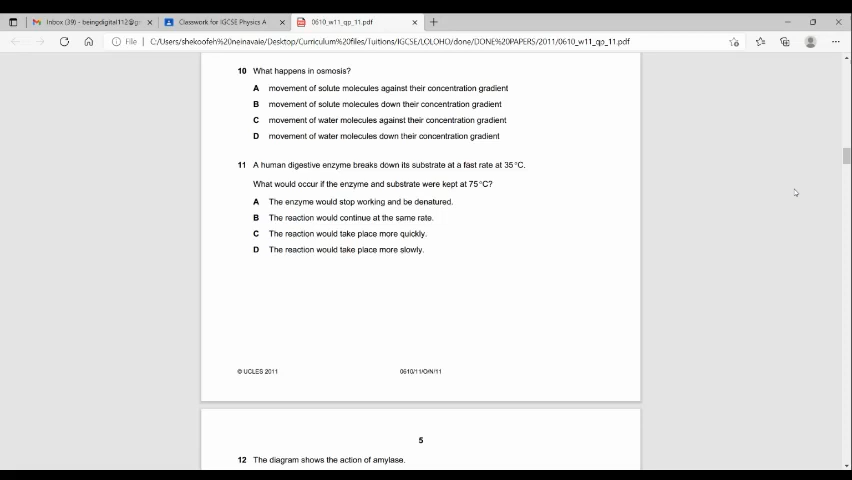 Inbox (39) - beingdigital112@g
Classwork for IGCSE Physics A
0610_w11_qp_11.pdf
File
C:/Users/shekoofeh%20neinavaie/Desktop/Curriculum%20files/Tuitions/IGCSE/LOLOHO/done/DONE%20PAPERS/2011/0610_w11_qp_11.pdf
10 What happens in osmosis?
A movement of solute molecules against their concentration gradient
B movement of solute molecules down their concentration gradient
C movement of water molecules against their concentration gradient
D movement of water molecules down their concentration gradient
11 A human digestive enzyme breaks down its substrate at a fast rate at 35 °C.
What would occur if the enzyme and substrate were kept at 75 °C?
A The enzyme would stop working and be denatured.
B The reaction would continue at the same rate.
C The reaction would take place more quickly.
D The reaction would take place more slowly.
© UCLES 2011 0610/11/O/N/11
5
12 The diagram shows the action of amylase.